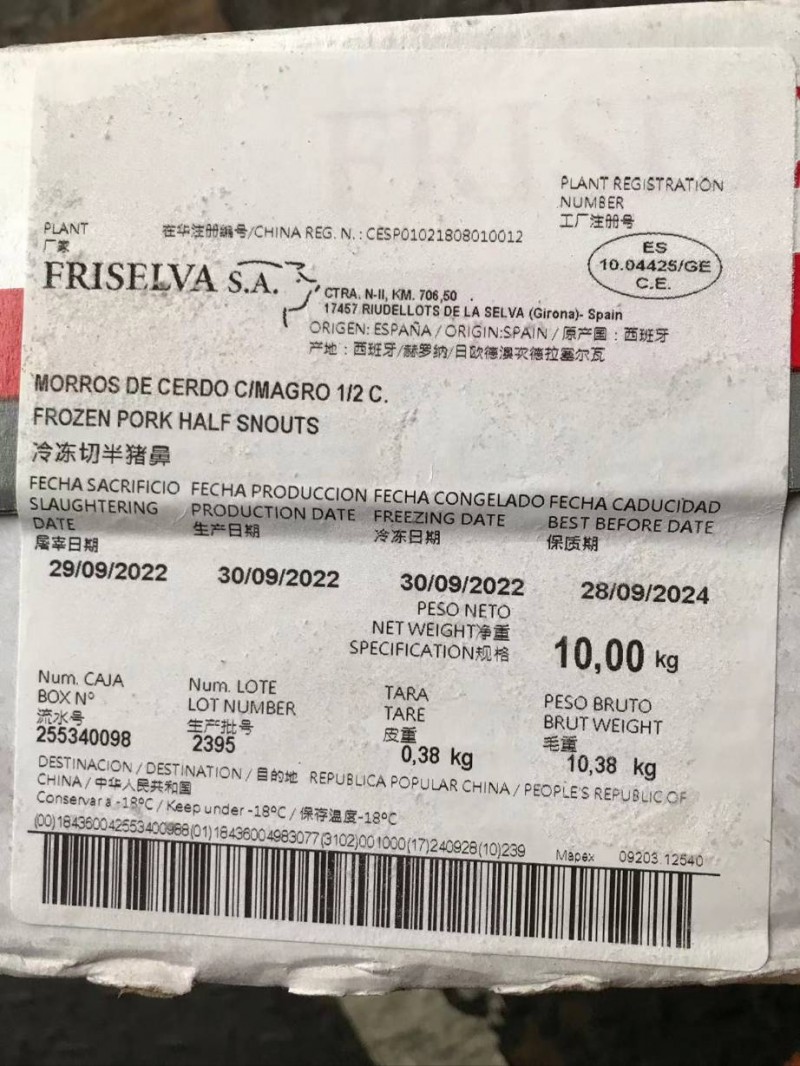 PLANT REGISTRATION
NUMBER
工厂注册号
ES
10.04425/GE
C.E.
PLANT
厂家
在华注册编号/CHINA REG. N. : CESP01021808010012
FRISELVA S.A.
CTRA. N-II, KM. 706,50 .
17457 RIUDELLOTS DE LA SELVA (Girona)- Spain
ORIGEN: ESPAÑA / ORIGIN:SPAIN / 原产国 : 西班牙
产地 : 西班牙/赫罗纳/日欧德澳衣德拉塞尔瓦
MORROS DE CERDO C/MAGRO 1/2 C.
FROZEN PORK HALF SNOUTS
冷冻切半猪鼻
FECHA SACRIFICIO FECHA PRODUCCION FECHA CONGELADO FECHA CADUCIDAD
SLAUGHTERING PRODUCTION DATE FREEZING DATE BEST BEFORE DATE
DATE 生产日期 冷冻日期 保质期
屠宰日期
29/09/2022 30/09/2022 30/09/2022 28/09/2024
PESO NETO
NET WEIGHT净重
SPECIFICATION规格 10,00 kg
Num. CAJA Num. LOTE TARA PESO BRUTO
BOX Nº LOT NUMBER TARE BRUT WEIGHT
流水号 生产批号 皮重 毛重
255340098 2395 0,38 kg 10,38 kg
DESTINACION / DESTINATION / 目的地 REPUBLICA POPULAR CHINA / PEOPLE'S REPUBLIC OF
CHINA / 中华人民共和国
Conservar a -18ºC / Keep under -18ºC / 保存温度-18ºC
(00)184360042553400988(01)18436004983077(3102)001000(17)240928(10)239 Mapex 09203.12540